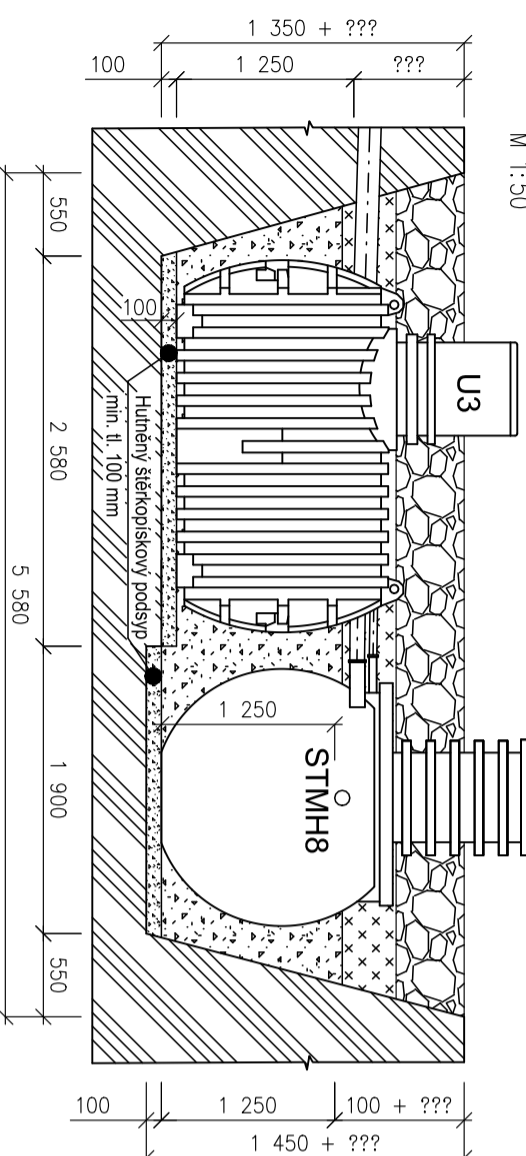 1 350 + ???
100
1 250
???
M 1:50
550
2 580
1 900
550
5 580
100
Hutněný štěrkopískový podsyp
min. tl. 100 mm
U3
1 250
STMH8
100
1 250
100 + ???
1 450 + ???